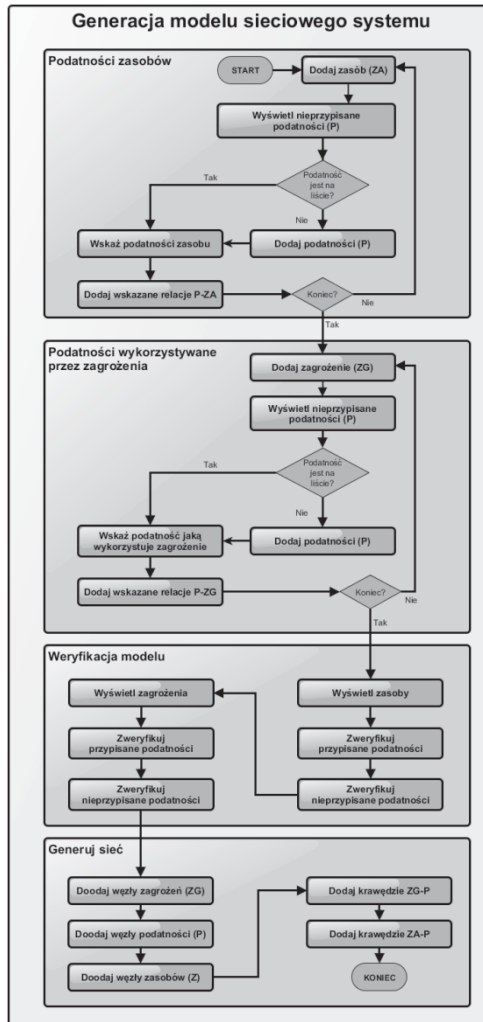 Generacja modelu sieciowego systemu
Podatności zasobów
START
Dodaj zasób (ZA)
Wyświetl nieprzypisane
podatności (P)
Podatność
jest na
liście?
Tak
Nie
Wskaż podatności zasobu
Dodaj podatności (P)
Dodaj wskazane relacje P-ZA
Koniec?
Nie
Tak
Podatności wykorzystywane
przez zagrożenia
Dodaj zagrożenie (ZG)
Wyświetl nieprzypisane
podatności (P)
Podatność
jest na
liście?
Tak
Nie
Wskaż podatność jaką
wykorzystuje zagrożenie
Dodaj podatności (P)
Dodaj wskazane relacje P-ZG
Koniec?
Nie
Tak
Weryfikacja modelu
Wyświetl zagrożenia
Wyświetl zasoby
Zweryfikuj
przypisane podatności
Zweryfikuj
przypisane podatności
Zweryfikuj
nieprzypisane podatności
Zweryfikuj
nieprzypisane podatności
Generuj sieć
Doodaj węzły zagrożeń (ZG)
Dodaj krawędzie ZG-P
Doodaj węzły podatności (P)
Dodaj krawędzie ZA-P
Doodaj węzły zasobów (Z)
KONIEC